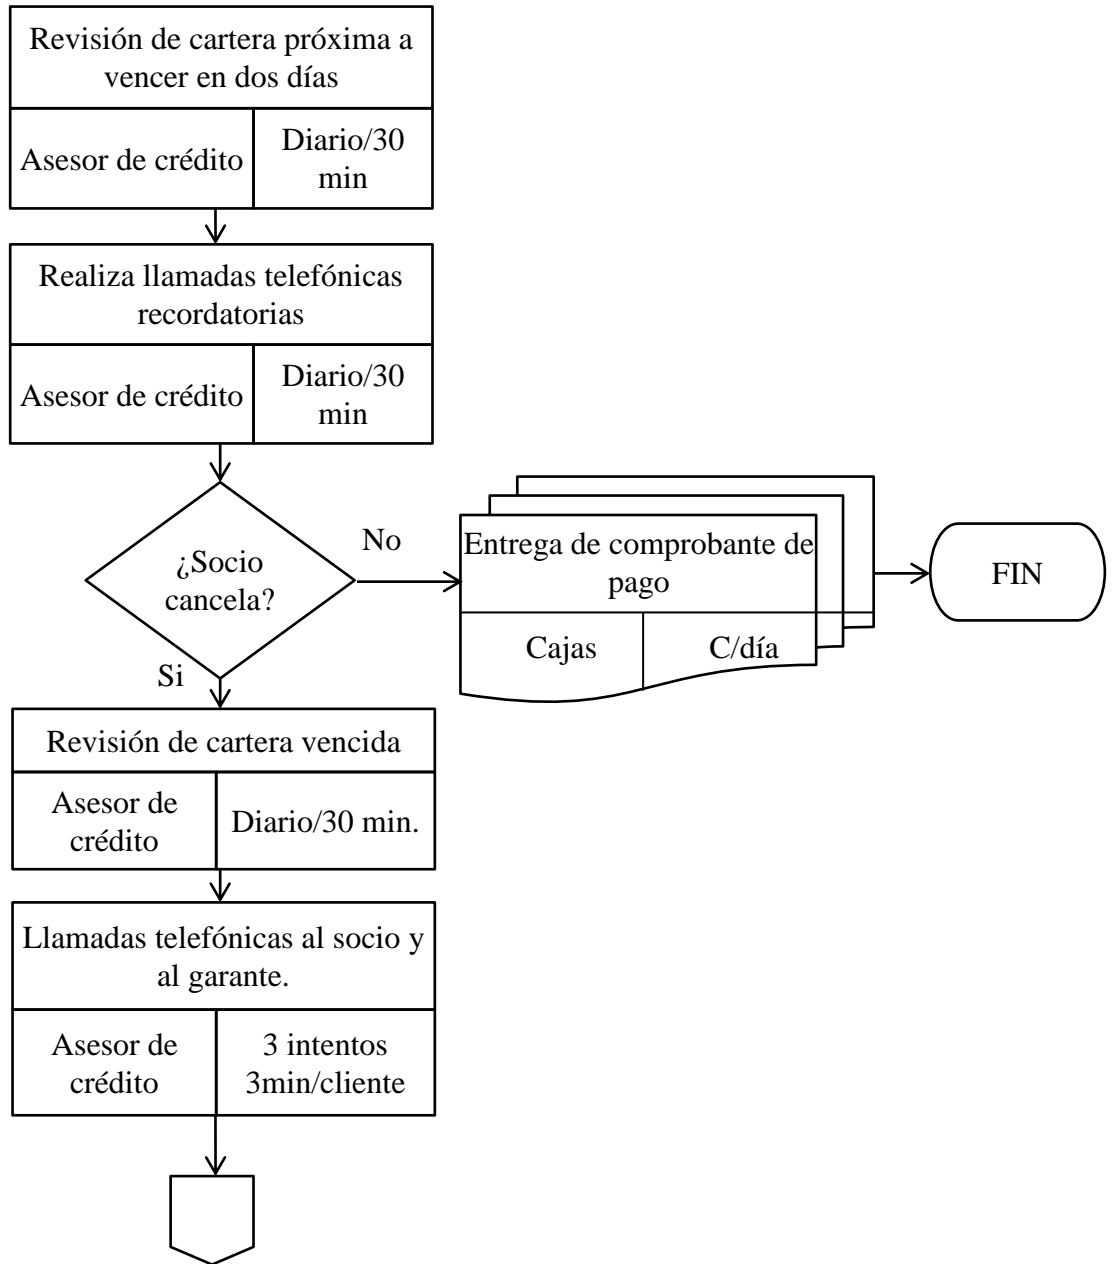 Revisión de cartera próxima a
vencer en dos días
Asesor de crédito
Diario/30
min
Realiza llamadas telefónicas
recordatorias
Asesor de crédito
Diario/30
min
¿Socio
cancela?
No
Entrega de comprobante de
pago
Cajas
C/día
FIN
Si
Revisión de cartera vencida
Asesor de
crédito
Diario/30 min.
Llamadas telefónicas al socio y
al garante.
Asesor de
crédito
3 intentos
3min/cliente